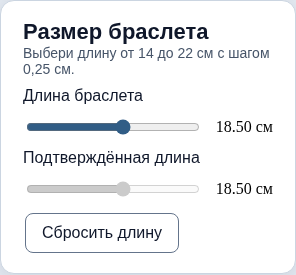 Размер браслета
Выбери длину от 14 до 22 см с шагом
0,25 см.
Длина браслета
18.50 см
Подтверждённая длина
18.50 см
Сбросить длину